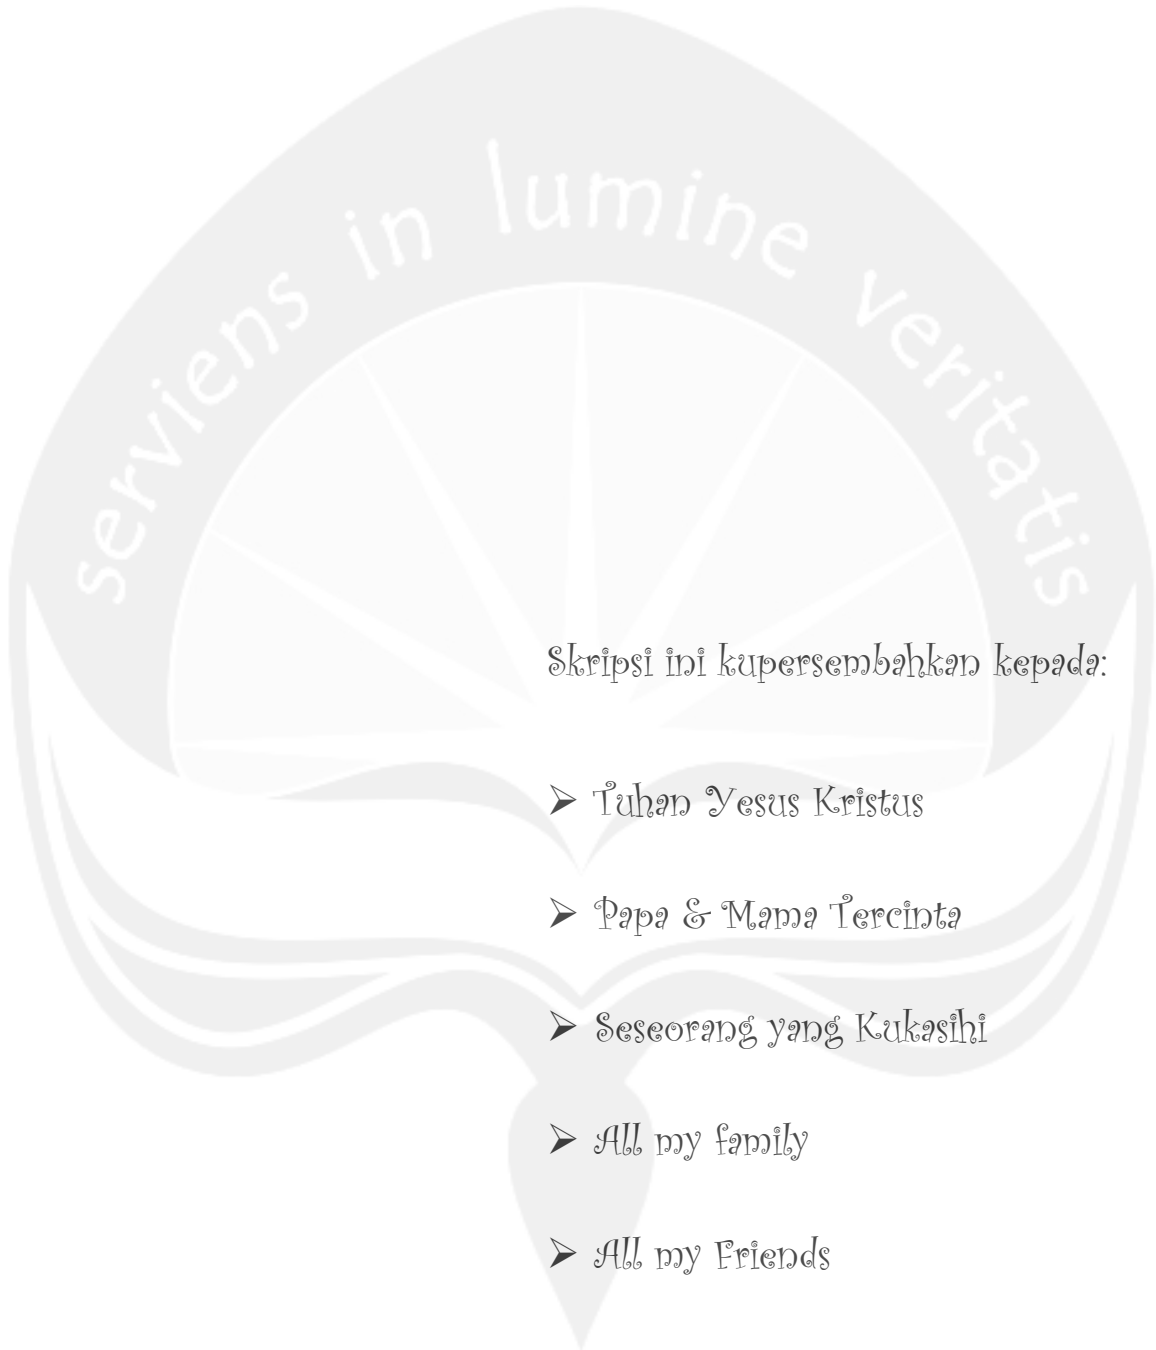 serviens in lumine veritatis
Skripsi ini kupersembahkan kepada:
➢ Tuhan Yesus Kristus
➢ Papa & Mama Tercinta
➢ Seseorang yang Kukasihi
➢ All my family
➢ All my Friends